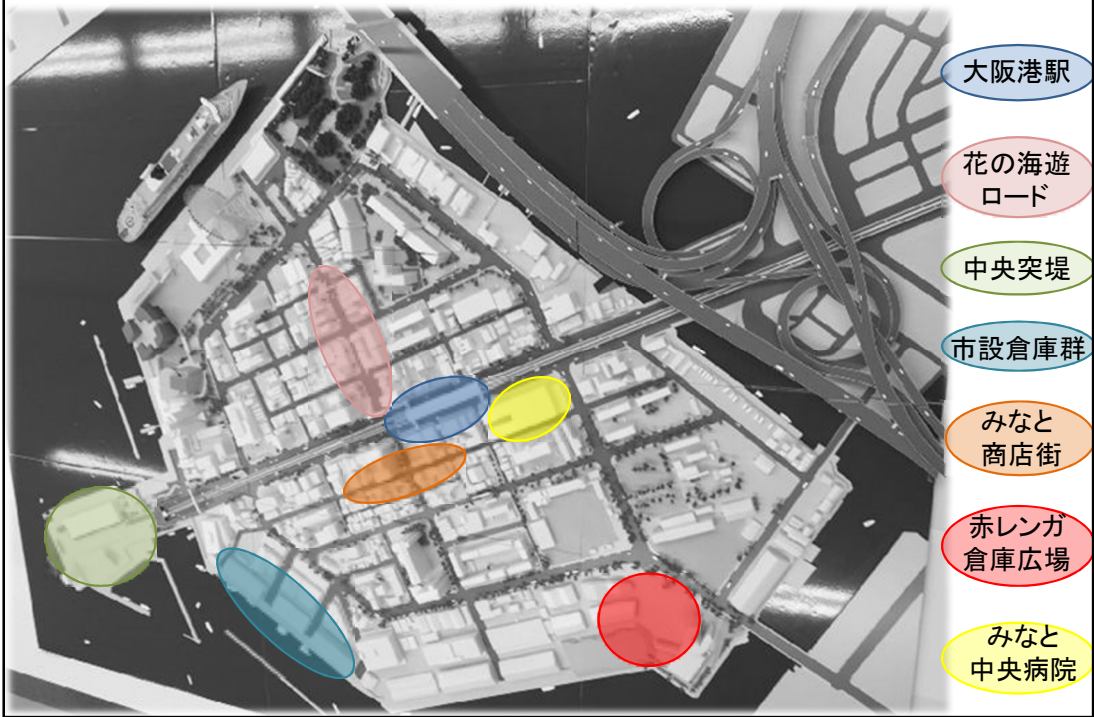 大阪港駅
花の海遊
ロード
中央突堤
市設倉庫群
みなと
商店街
赤レンガ
倉庫広場
みなと
中央病院